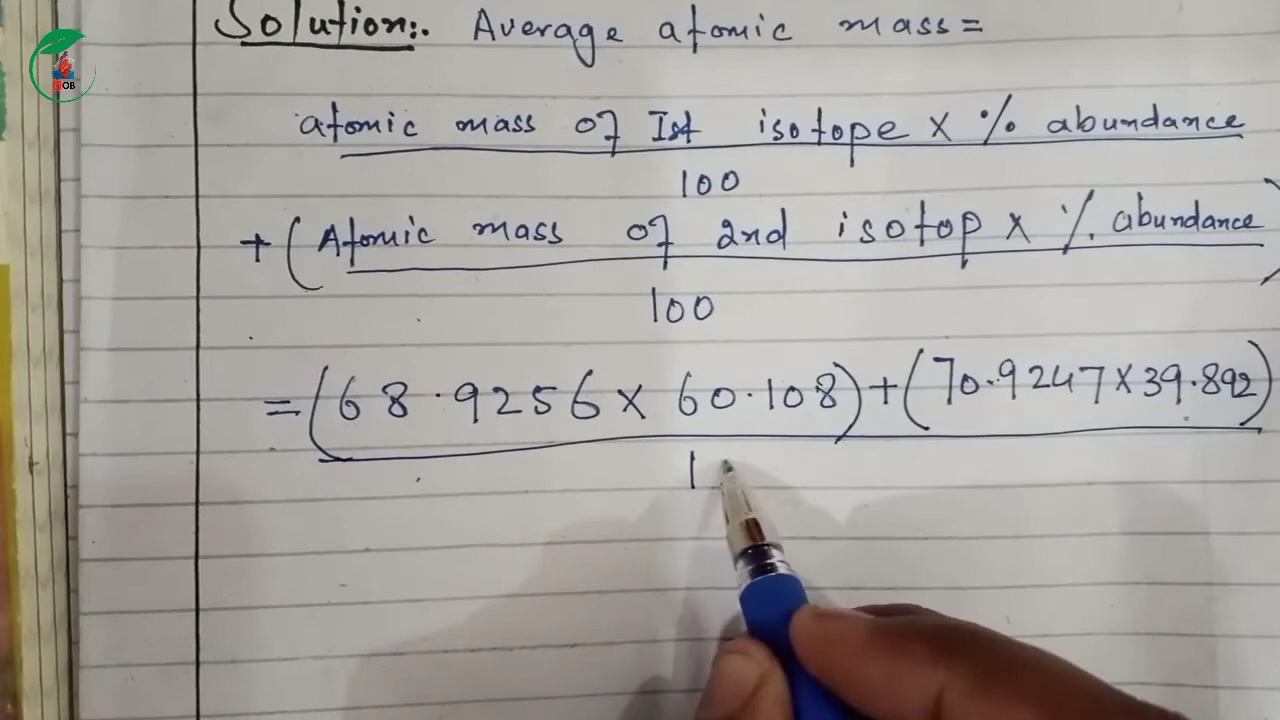 Solution:.  Average atomic mass=
atomic mass of Ist isotope x % abundance
100
+ (Atomic mass of 2nd isotop x % abundance)
100
= (68.9256 x 60.108) + (70.9247 x 39.892)
1
HOB